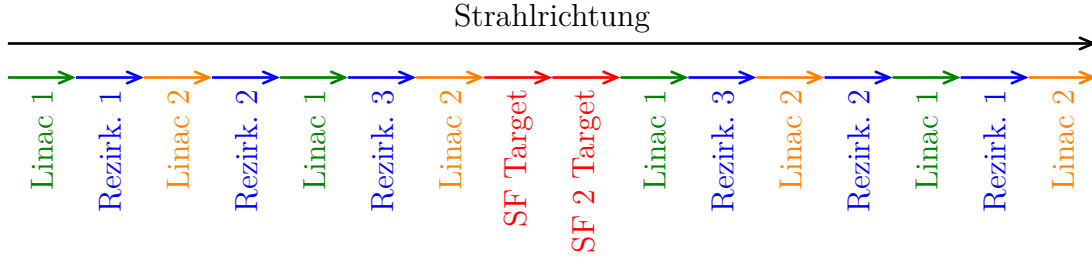 Strahlrichtung
Linac 1
Rezirk. 1
Linac 2
Rezirk. 2
Linac 1
Rezirk. 3
Linac 2
SF Target
SF 2 Target
Linac 1
Rezirk. 3
Linac 2
Rezirk. 2
Linac 1
Rezirk. 1
Linac 2